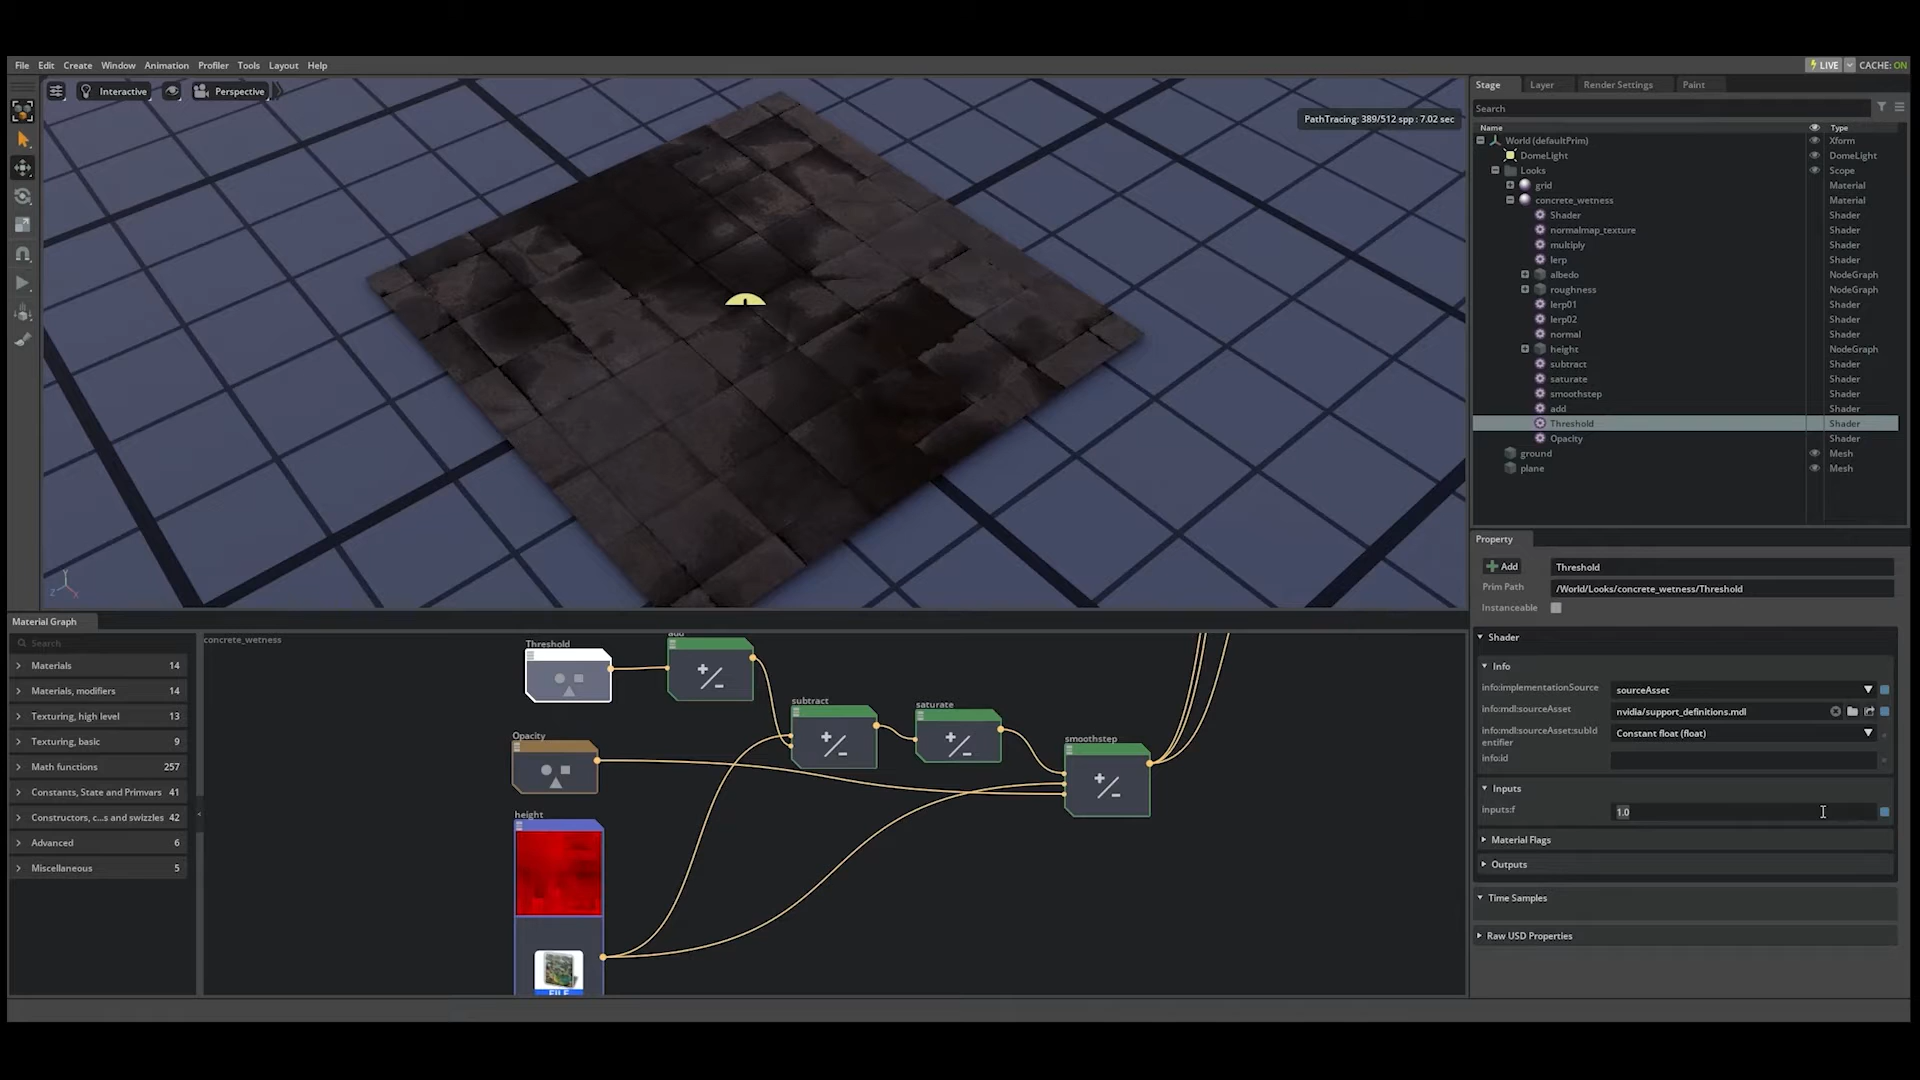 File Edit Window Create Animation Profiler Tools Layout Help
LIVE CACHE: ON
Interactive Perspective
PathTracing: 389/512 spp : 7.02 sec
Stage Layer Render Settings Paint
Search
Name Type
World (defaultPrim) Xform
DomeLight DomeLight
Looks Scope
grid Material
concrete_wetness Material
Shader Shader
normalmap_texture Shader
multiply Shader
lerp Shader
albedo NodeGraph
roughness NodeGraph
lerp01 Shader
lerp02 Shader
normal Shader
height NodeGraph
subtract Shader
saturate Shader
smoothstep Shader
add Shader
Threshold Shader
Opacity Shader
ground Mesh
plane Mesh
Property
Add Threshold
Prim Path /World/Looks/concrete_wetness/Threshold
Instanceable
Shader
Info
info:implementationSource sourceAsset
info:mdl:sourceAsset nvidia/support_definitions.mdl
info:mdl:sourceAsset:subId
entifier Constant float (float)
info:id
Inputs
inputs:f 1.0
Material Flags
Outputs
Time Samples
Raw USD Properties
Material Graph
Search
Materials 14
Materials, modifiers 14
Texturing, high level 13
Texturing, basic 9
Math functions 257
Constants, State and Primvars 41
Constructors, c...s and swizzles 42
Advanced 6
Miscellaneous 5
concrete_wetness
Threshold
add
subtract
saturate
smoothstep
Opacity
height
FILE